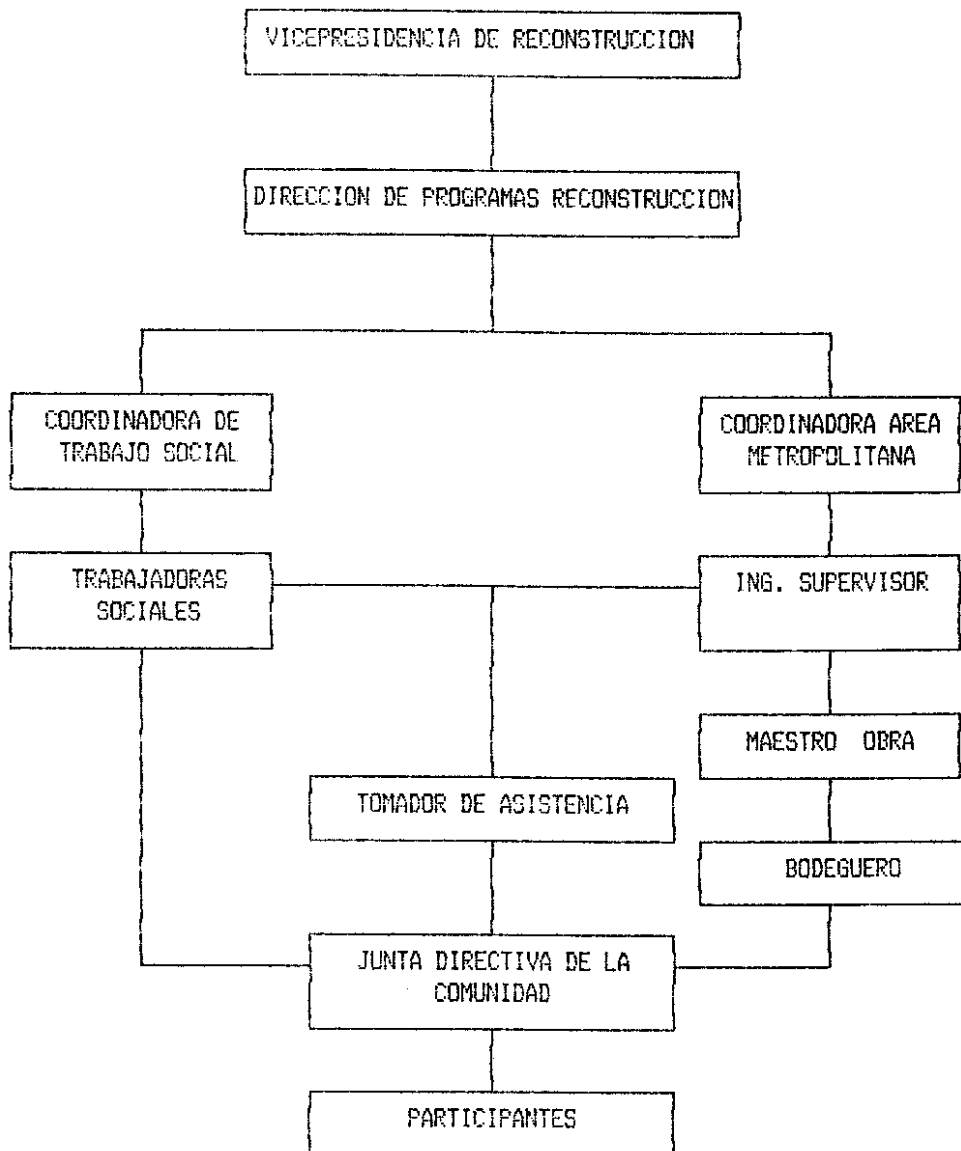 VICEPRESIDENCIA DE RECONSTRUCCION
DIRECCION DE PROGRAMAS RECONSTRUCCION
COORDINADORA DE
TRABAJO SOCIAL
COORDINADORA AREA
METROPOLITANA
TRABAJADORAS
SOCIALES
ING. SUPERVISOR
MAESTRO OBRA
TOMADOR DE ASISTENCIA
BODEGUERO
JUNTA DIRECTIVA DE LA
COMUNIDAD
PARTICIPANTES